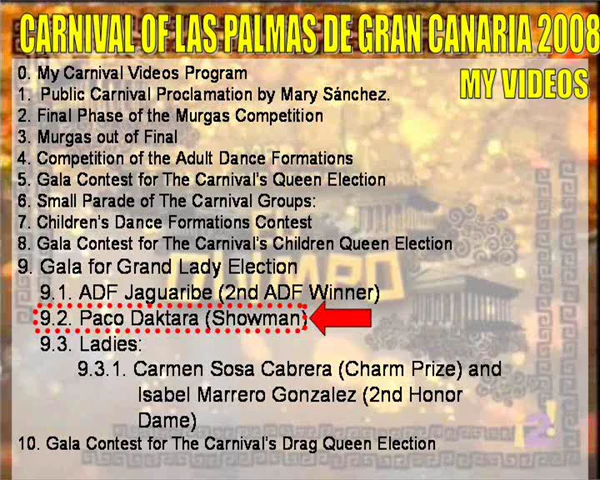 CARNIVAL OF LAS PALMAS DE GRAN CANARIA 2008
MY VIDEOS
0. My Carnival Videos Program
1. Public Carnival Proclamation by Mary Sánchez.
2. Final Phase of the Murgas Competition
3. Murgas out of Final
4. Competition of the Adult Dance Formations
5. Gala Contest for The Carnival's Queen Election
6. Small Parade of The Carnival Groups:
7. Children's Dance Formations Contest
8. Gala Contest for The Carnival's Children Queen Election
9. Gala for Grand Lady Election
9.1. ADF Jaguaribe (2nd ADF Winner)
9.2. Paco Daktara (Showman)
9.3. Ladies:
9.3.1. Carmen Sosa Cabrera (Charm Prize) and
Isabel Marrero Gonzalez (2nd Honor
Dame)
10. Gala Contest for The Carnival's Drag Queen Election